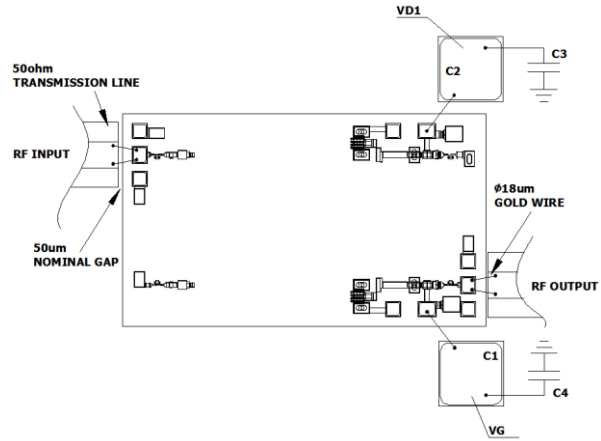 VD1
C3
C2
50ohm
TRANSMISSION LINE
RF INPUT
50um
NOMINAL GAP
Ø18um
GOLD WIRE
RF OUTPUT
C1
C4
VG